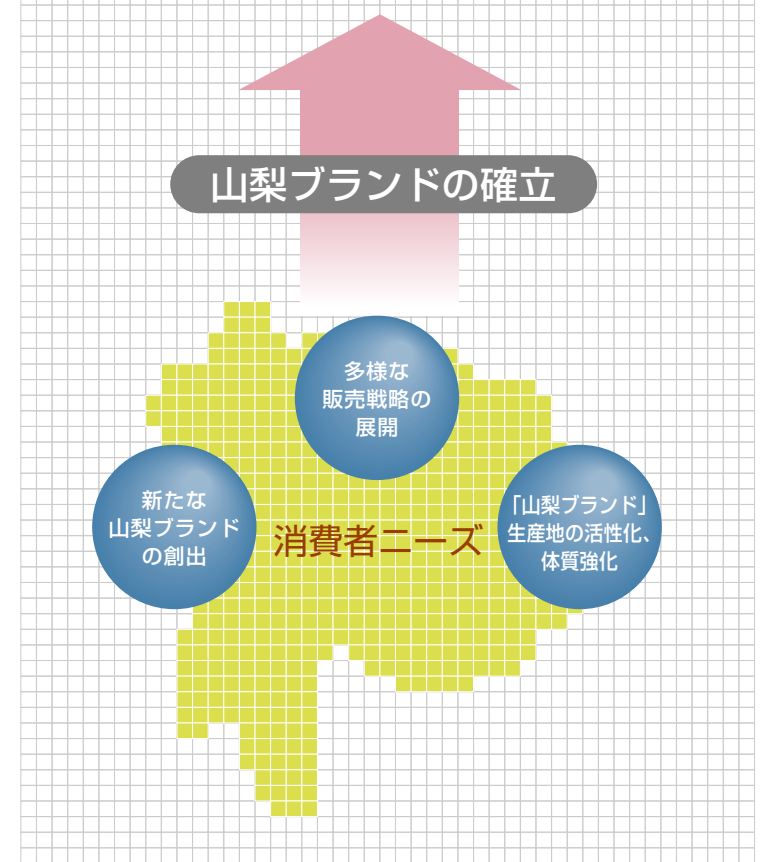 山梨ブランドの確立
多様な
販売戦略の
展開
新たな
山梨ブランド
の創出
消費者ニーズ
「山梨ブランド」
生産地の活性化、
体質強化